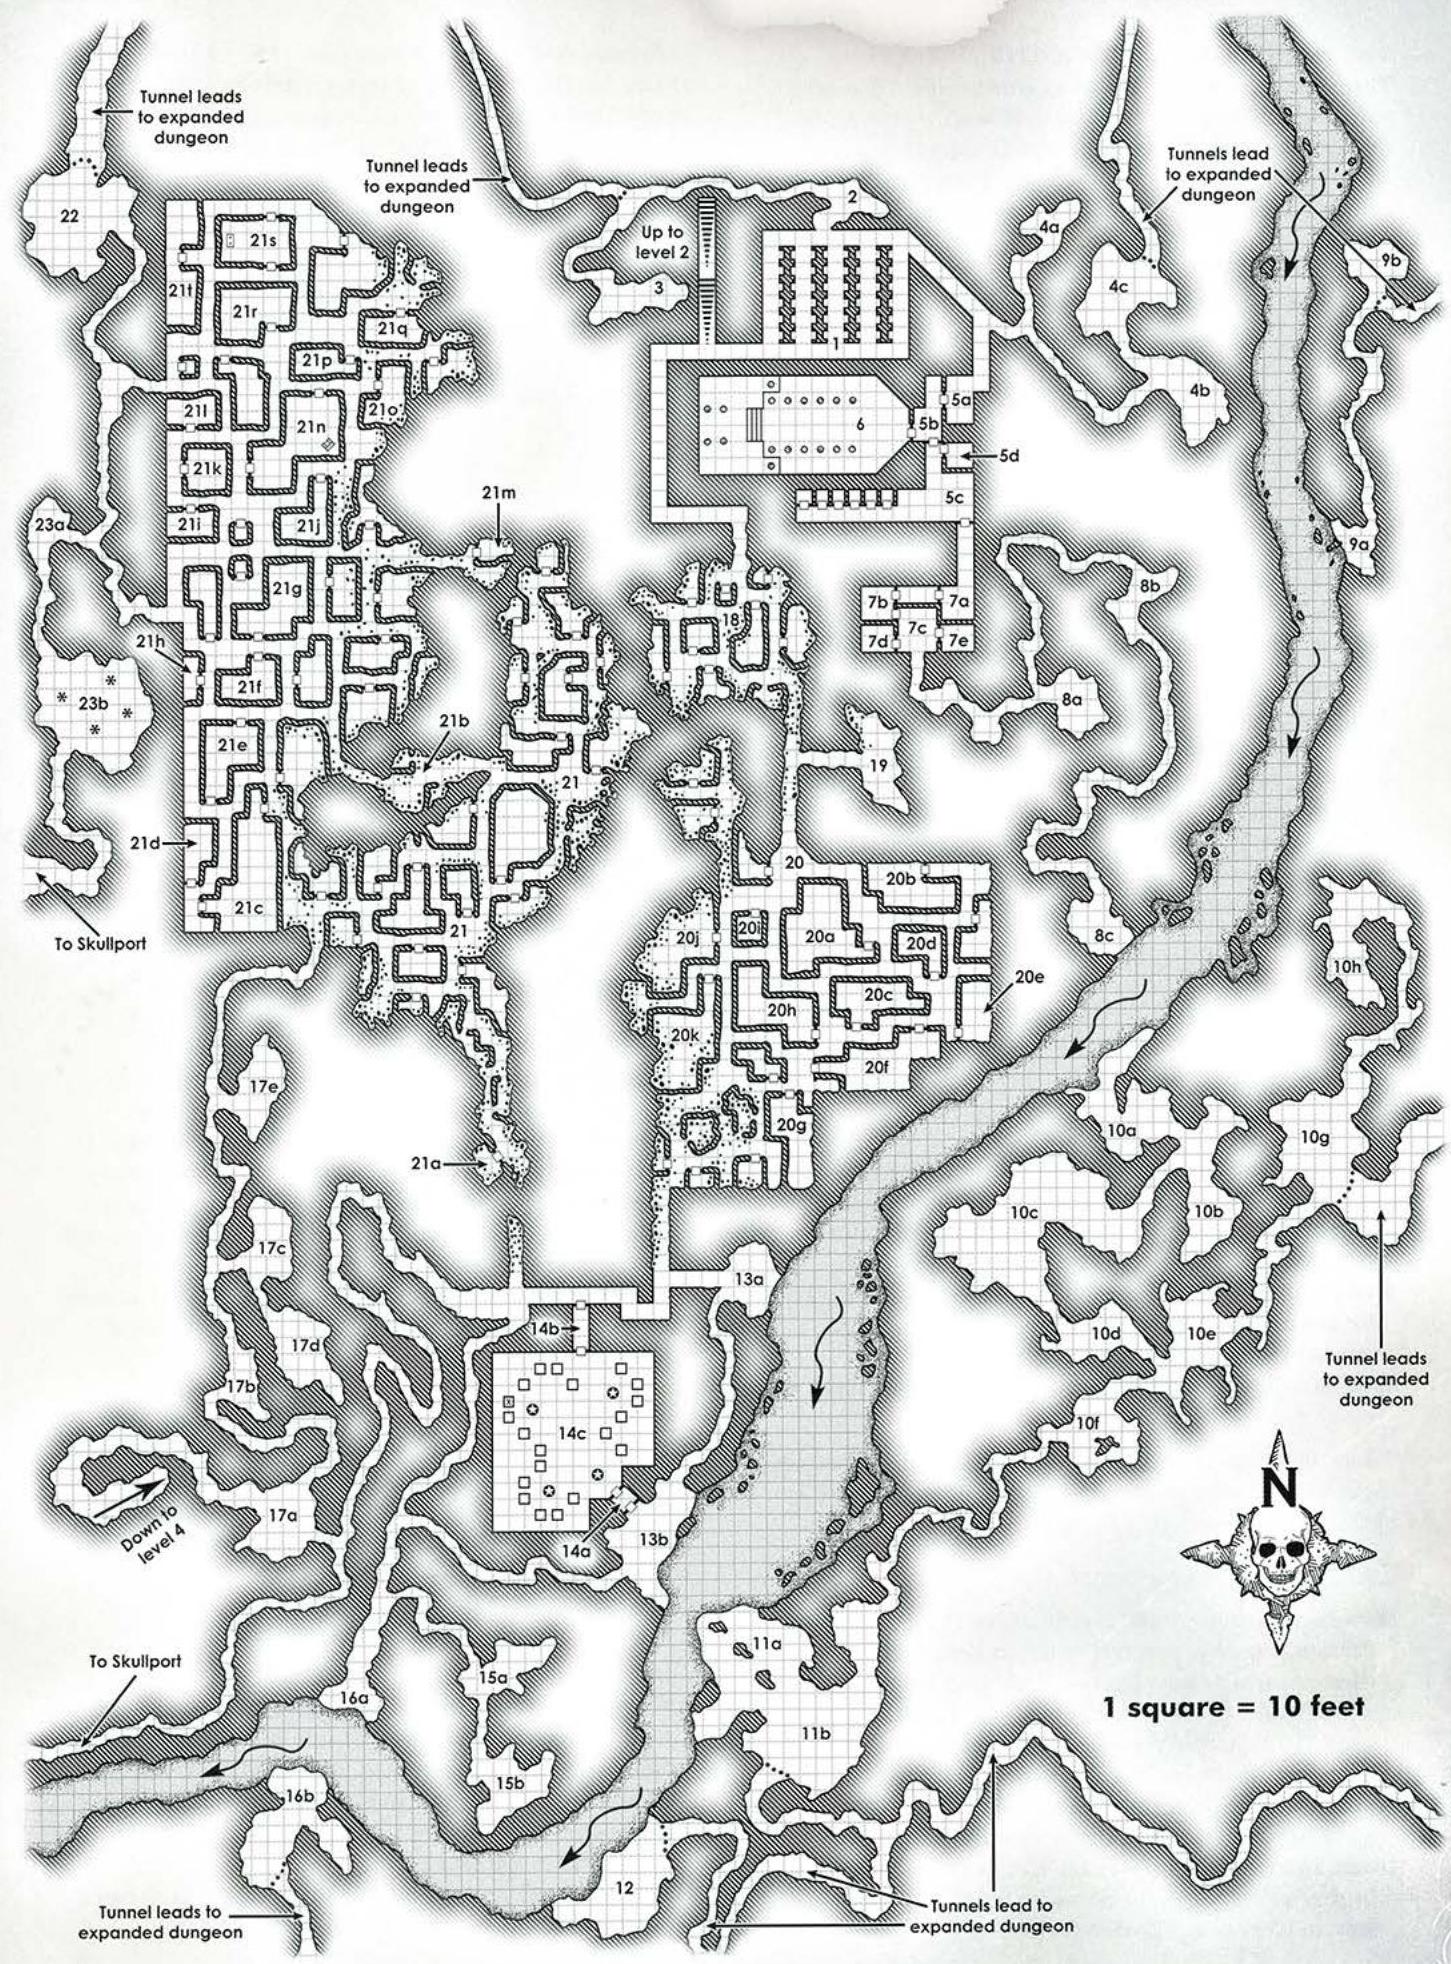 Tunnel leads
to expanded
dungeon
Tunnel leads
to expanded
dungeon
Tunnels lead
to expanded
dungeon
22
21s
21t
21r
21q
21p
21l
21o
21n
21k
21i
21j
21m
21g
21h
21f
21e
21b
21
21d
21c
21
21a
23a
23b
To Skullport
Up to
level 2
2
3
1
4a
4c
4b
9b
9a
5a
5b
5d
5c
6
7b
7a
7c
7d
7e
8b
8a
8c
18
19
20
20b
20j
20i
20a
20d
20e
20c
20h
20k
20f
20g
10h
10a
10g
10b
10c
10d
10e
10f
Tunnel leads
to expanded
dungeon
17e
17c
17d
17b
17a
Down to
level 4
13a
14b
14c
14a
13b
N
1 square = 10 feet
11a
11b
15a
15b
To Skullport
16a
16b
12
Tunnel leads to
expanded dungeon
Tunnels lead to
expanded dungeon